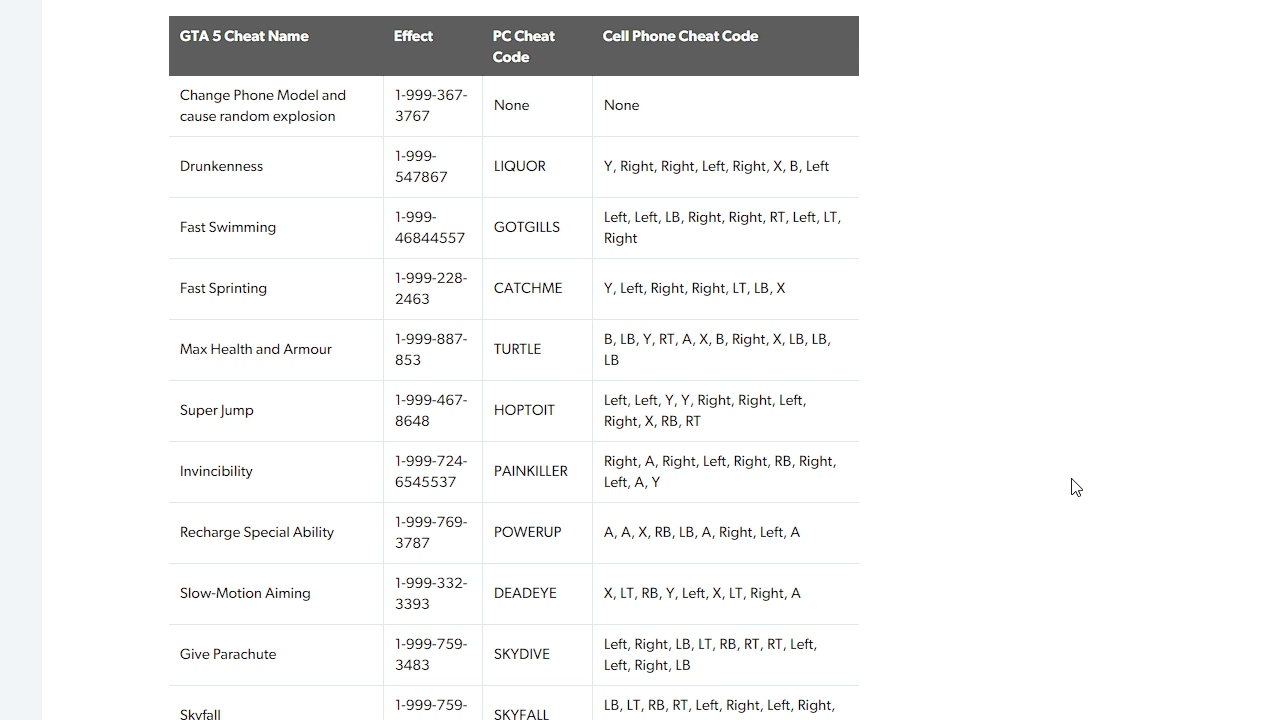 GTA 5 Cheat Name Effect PC Cheat Cell Phone Cheat Code
Code
Change Phone Model and 1-999-367- None None
cause random explosion 3767
Drunkenness 1-999- LIQUOR Y, Right, Right, Left, Right, X, B, Left
547867
Fast Swimming 1-999- GOTGILLS Left, Left, LB, Right, Right, RT, Left, LT,
46844557 Right
Fast Sprinting 1-999-228- CATCHME Y, Left, Right, Right, LT, LB, X
2463
Max Health and Armour 1-999-887- TURTLE B, LB, Y, RT, A, X, B, Right, X, LB, LB,
853 LB
Super Jump 1-999-467- HOPTOIT Left, Left, Y, Y, Right, Right, Left,
8648 Right, X, RB, RT
Invincibility 1-999-724- PAINKILLER Right, A, Right, Left, Right, RB, Right,
6545537 Left, A, Y
Recharge Special Ability 1-999-769- POWERUP A, A, X, RB, LB, A, Right, Left, A
3787
Slow-Motion Aiming 1-999-332- DEADEYE X, LT, RB, Y, Left, X, LT, Right, A
3393
Give Parachute 1-999-759- SKYDIVE Left, Right, LB, LT, RB, RT, RT, Left,
3483 Left, Right, LB
Skyfall 1-999-759- SKYFALL LB, LT, RB, RT, Left, Right, Left, Right,